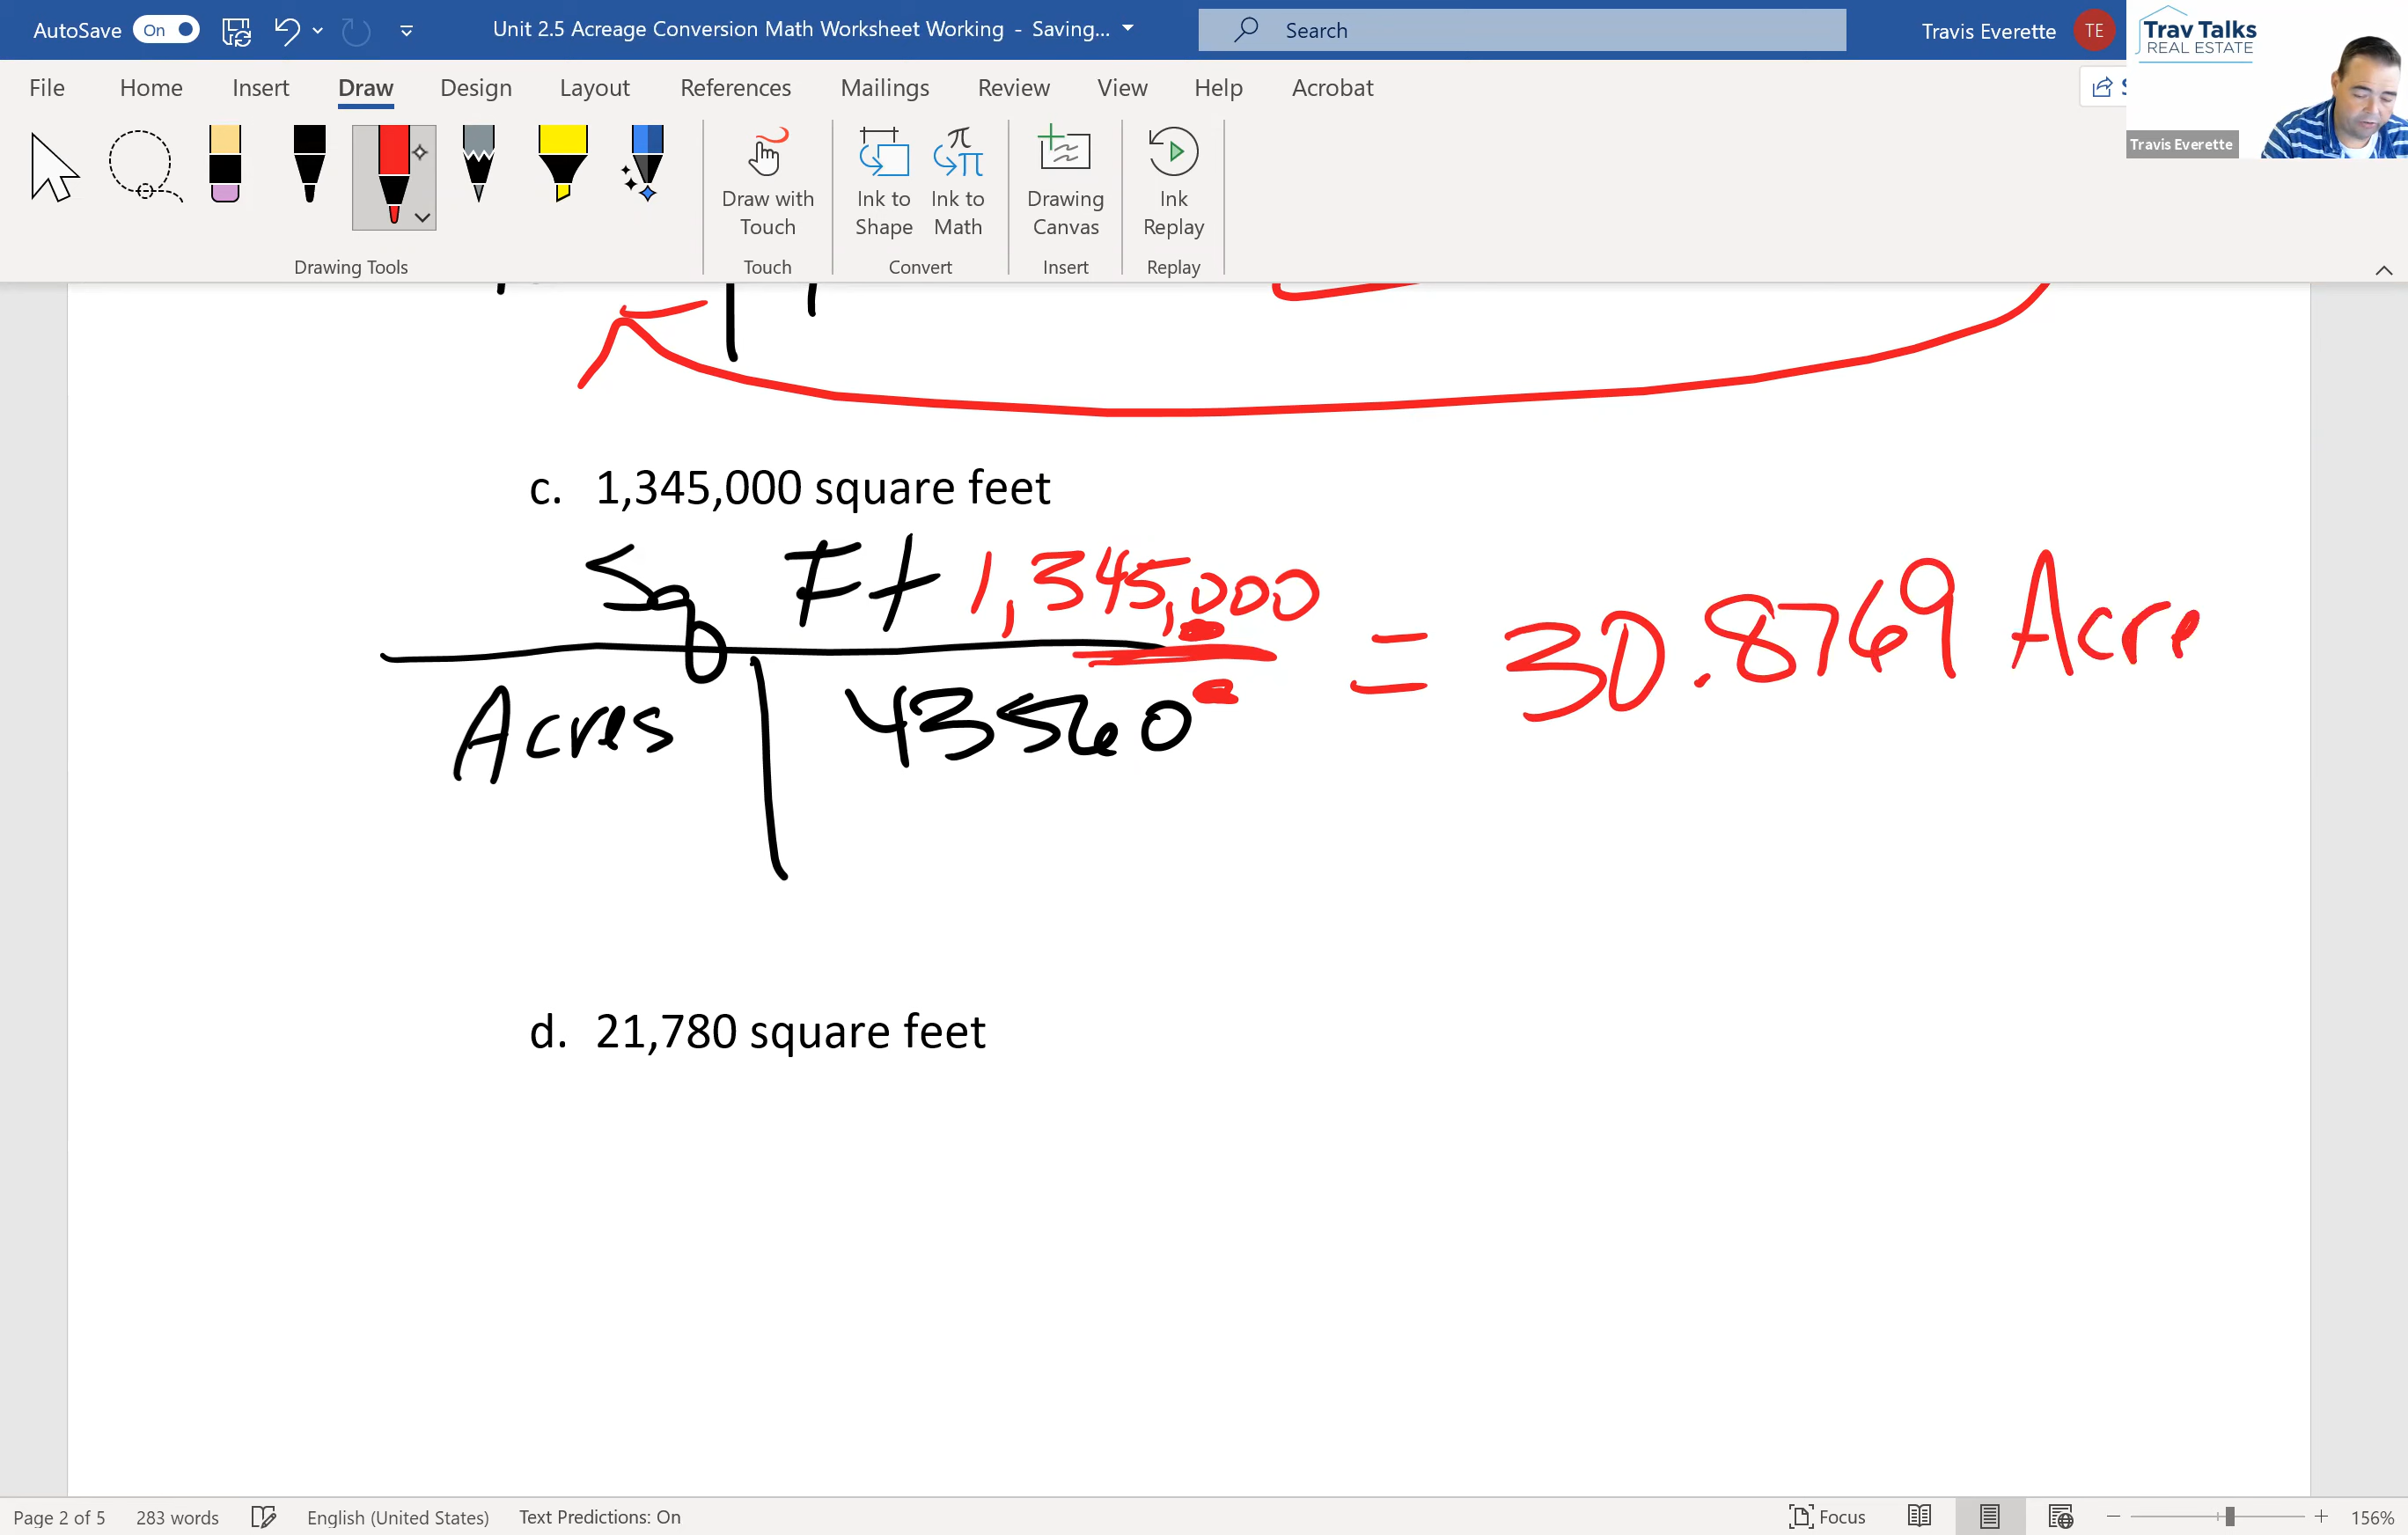 AutoSave On Unit 2.5 Acreage Conversion Math Worksheet Working - Saving... Search Travis Everette TE
Trav Talks
REAL ESTATE
File Home Insert Draw Design Layout References Mailings Review View Help Acrobat
Travis Everette
Draw with Touch
Ink to Shape
Ink to Math
Drawing Canvas
Ink Replay
Drawing Tools Touch Convert Insert Replay
c. 1,345,000 square feet
Sq Ft 1,345,000
= 30.8769 Acre
Acres 43560
d. 21,780 square feet
Page 2 of 5 283 words English (United States) Text Predictions: On Focus 156%